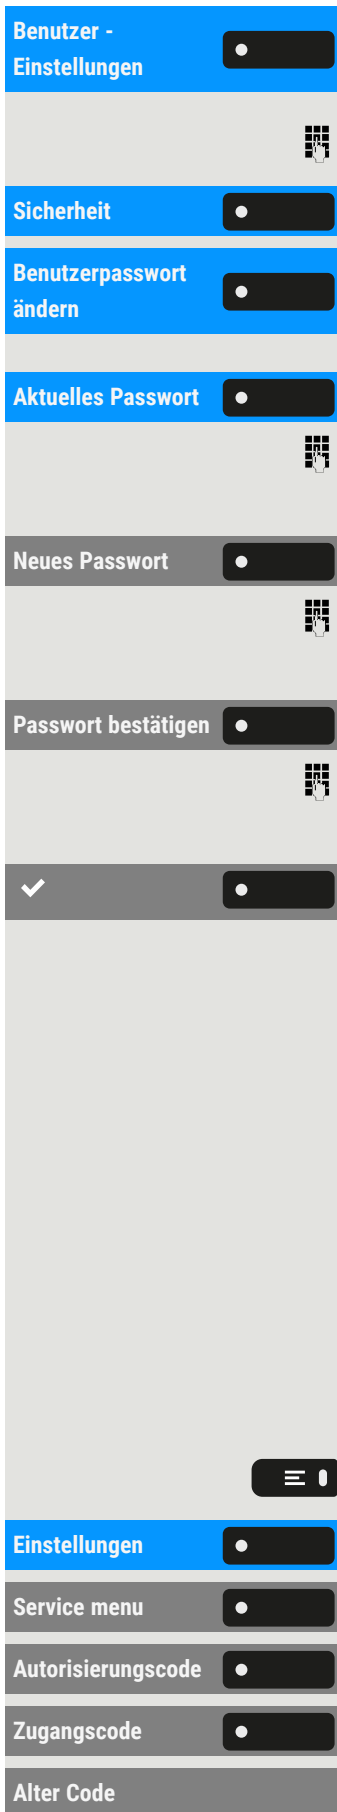 Benutzer -
Einstellungen
Sicherheit
Benutzerpasswort
ändern
Aktuelles Passwort
Neues Passwort
Passwort bestätigen
Einstellungen
Service menu
Autorisierungscode
Zugangscode
Alter Code